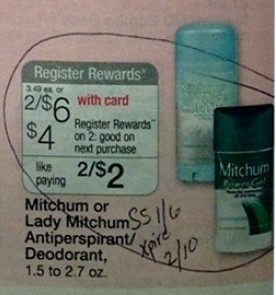 Register Rewards
3.49 ea. or
2/$6 with card
$4 Register Rewards™
on 2; good on
next purchase
like
paying 2/$2
Mitchum or
Lady Mitchum
Antiperspirant/
Deodorant,
1.5 to 2.7 oz.
SS 1/6
Xpire
2/10
Mitchum